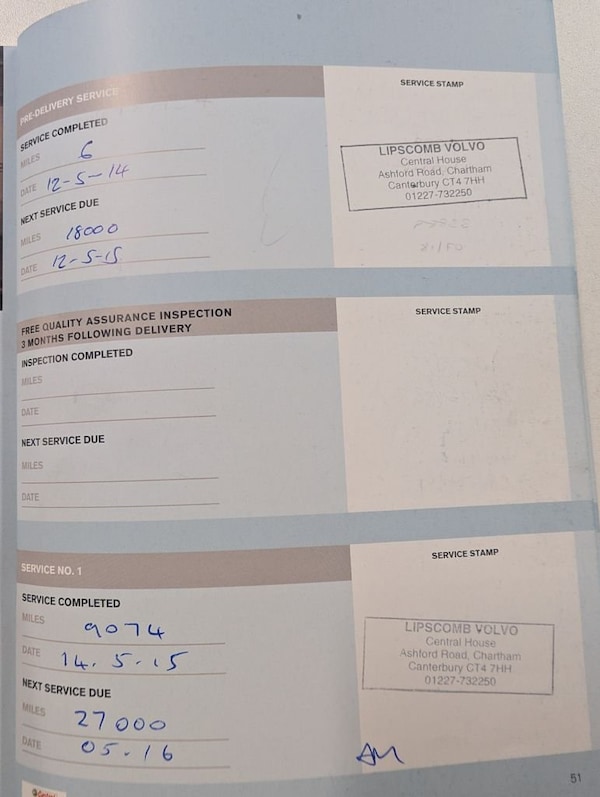 PRE-DELIVERY SERVICE
SERVICE STAMP
SERVICE COMPLETED
MILES 6
DATE 12-5-14
NEXT SERVICE DUE
MILES 18000
DATE 12-5-15
LIPSCOMB VOLVO
Central House
Ashford Road, Chartham
Canterbury CT4 7HH
01227-732250
FREE QUALITY ASSURANCE INSPECTION
3 MONTHS FOLLOWING DELIVERY
SERVICE STAMP
INSPECTION COMPLETED
MILES
DATE
NEXT SERVICE DUE
MILES
DATE
SERVICE NO. 1
SERVICE STAMP
SERVICE COMPLETED
MILES 9074
DATE 14.5.15
NEXT SERVICE DUE
MILES 27000
DATE 05.16
LIPSCOMB VOLVO
Central House
Ashford Road, Chartham
Canterbury CT4 7HH
01227-732250
51